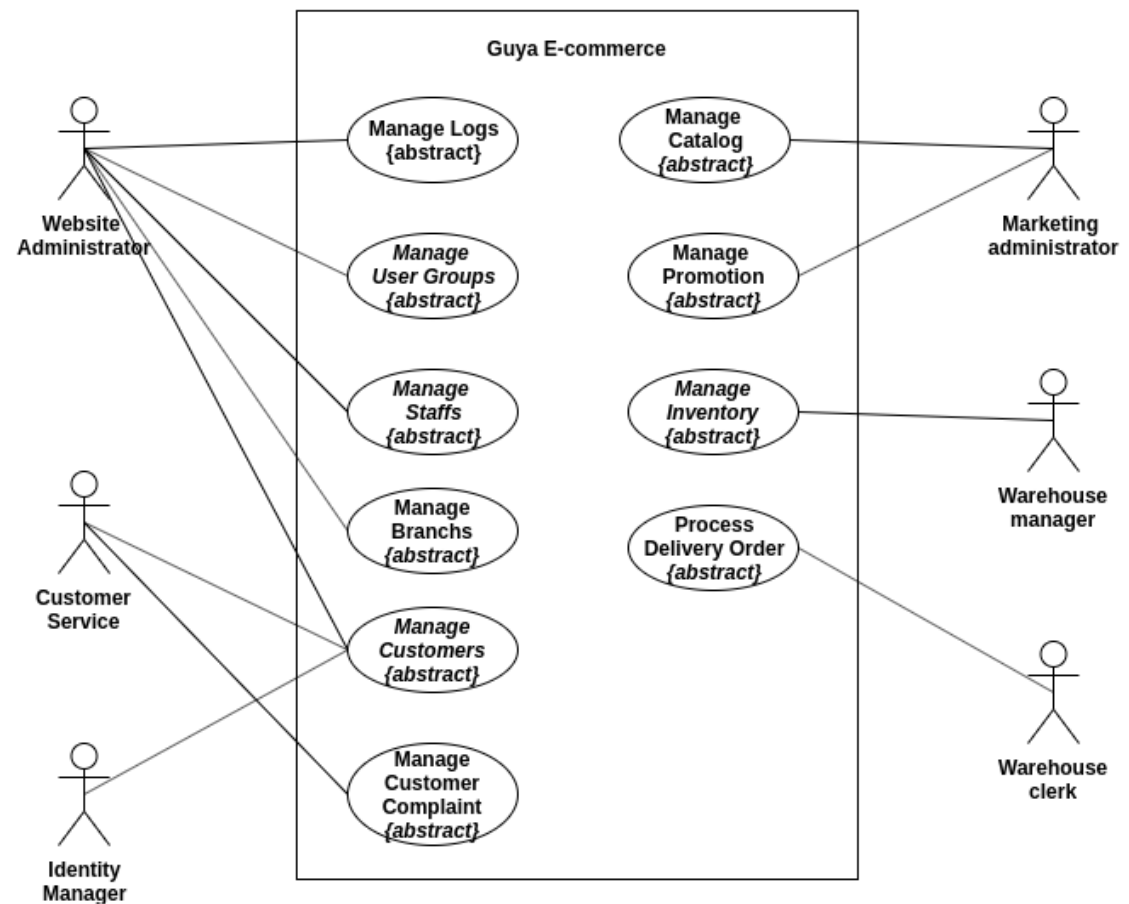 Guya E-commerce
Website
Administrator
Customer
Service
Identity
Manager
Manage Logs
{abstract}
Manage
User Groups
{abstract}
Manage
Staffs
{abstract}
Manage
Branchs
{abstract}
Manage
Customers
{abstract}
Manage
Customer
Complaint
{abstract}
Manage
Catalog
{abstract}
Manage
Promotion
{abstract}
Manage
Inventory
{abstract}
Process
Delivery Order
{abstract}
Marketing
administrator
Warehouse
manager
Warehouse
clerk